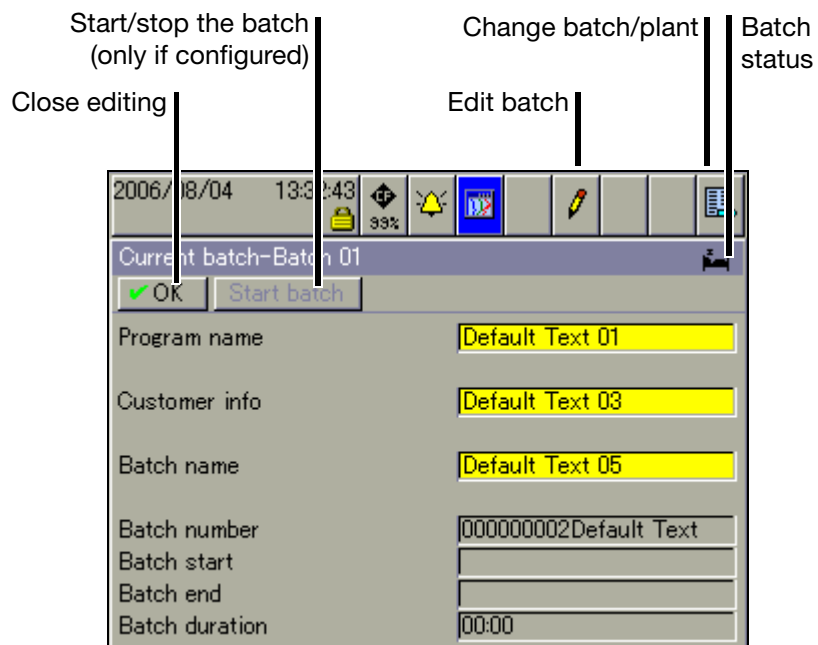 Start/stop the batch
(only if configured)
Change batch/plant
Batch
status
Close editing
Edit batch
2006/08/04 13:32:43
99%
Current batch-Batch 01
OK Start batch
Program name Default Text 01
Customer info Default Text 03
Batch name Default Text 05
Batch number 000000002Default Text
Batch start
Batch end
Batch duration 00:00